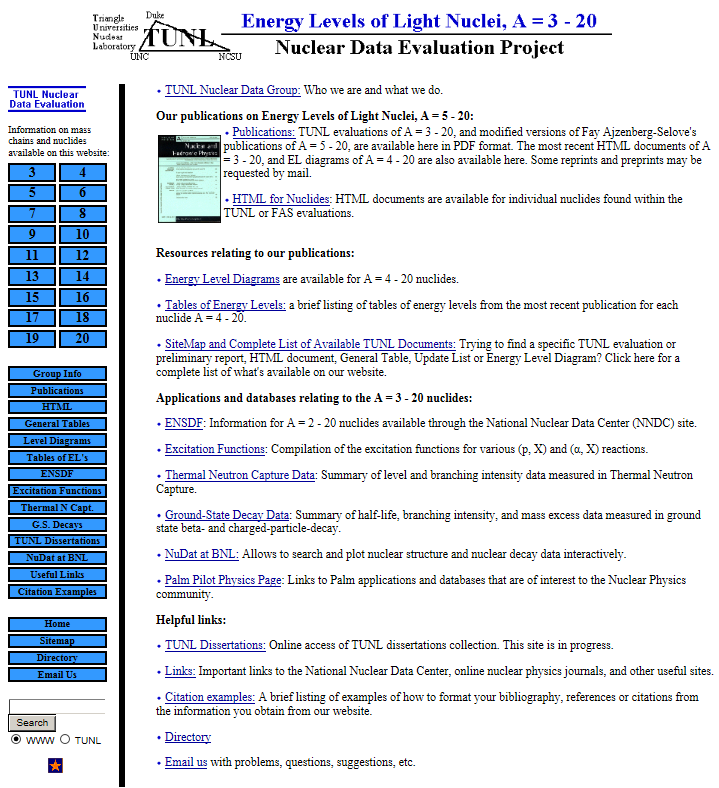 Triangle
Universities
Nuclear
Laboratory
Duke
TUNL
UNC
NCSU
Energy Levels of Light Nuclei, A = 3 - 20
Nuclear Data Evaluation Project
TUNL Nuclear
Data Evaluation
Information on mass
chains and nuclides
available on this website:
3 4
5 6
7 8
9 10
11 12
13 14
15 16
17 18
19 20
Group Info
Publications
HTML
General Tables
Level Diagrams
Tables of EL's
ENSDF
Excitation Functions
Thermal N Capt.
G.S. Decays
TUNL Dissertations
NuDat at BNL
Useful Links
Citation Examples
Home
Sitemap
Directory
Email Us
Search
WWW TUNL
• TUNL Nuclear Data Group: Who we are and what we do.
Our publications on Energy Levels of Light Nuclei, A = 5 - 20:
Nuclear and
Hadronic Physics
• Publications: TUNL evaluations of A = 3 - 20, and modified versions of Fay Ajzenberg-Selove's
publications of A = 5 - 20, are available here in PDF format. The most recent HTML documents of A
= 3 - 20, and EL diagrams of A = 4 - 20 are also available here. Some reprints and preprints may be
requested by mail.
• HTML for Nuclides: HTML documents are available for individual nuclides found within the
TUNL or FAS evaluations.
Resources relating to our publications:
• Energy Level Diagrams are available for A = 4 - 20 nuclides.
• Tables of Energy Levels: a brief listing of tables of energy levels from the most recent publication for each
nuclide A = 4 - 20.
• SiteMap and Complete List of Available TUNL Documents: Trying to find a specific TUNL evaluation or
preliminary report, HTML document, General Table, Update List or Energy Level Diagram? Click here for a
complete list of what's available on our website.
Applications and databases relating to the A = 3 - 20 nuclides:
• ENSDF: Information for A = 2 - 20 nuclides available through the National Nuclear Data Center (NNDC) site.
• Excitation Functions: Compilation of the excitation functions for various (p, X) and (α, X) reactions.
• Thermal Neutron Capture Data: Summary of level and branching intensity data measured in Thermal Neutron
Capture.
• Ground-State Decay Data: Summary of half-life, branching intensity, and mass excess data measured in ground
state beta- and charged-particle-decay.
• NuDat at BNL: Allows to search and plot nuclear structure and nuclear decay data interactively.
• Palm Pilot Physics Page: Links to Palm applications and databases that are of interest to the Nuclear Physics
community.
Helpful links:
• TUNL Dissertations: Online access of TUNL dissertations collection. This site is in progress.
• Links: Important links to the National Nuclear Data Center, online nuclear physics journals, and other useful sites.
• Citation examples: A brief listing of examples of how to format your bibliography, references or citations from
the information you obtain from our website.
• Directory
• Email us with problems, questions, suggestions, etc.